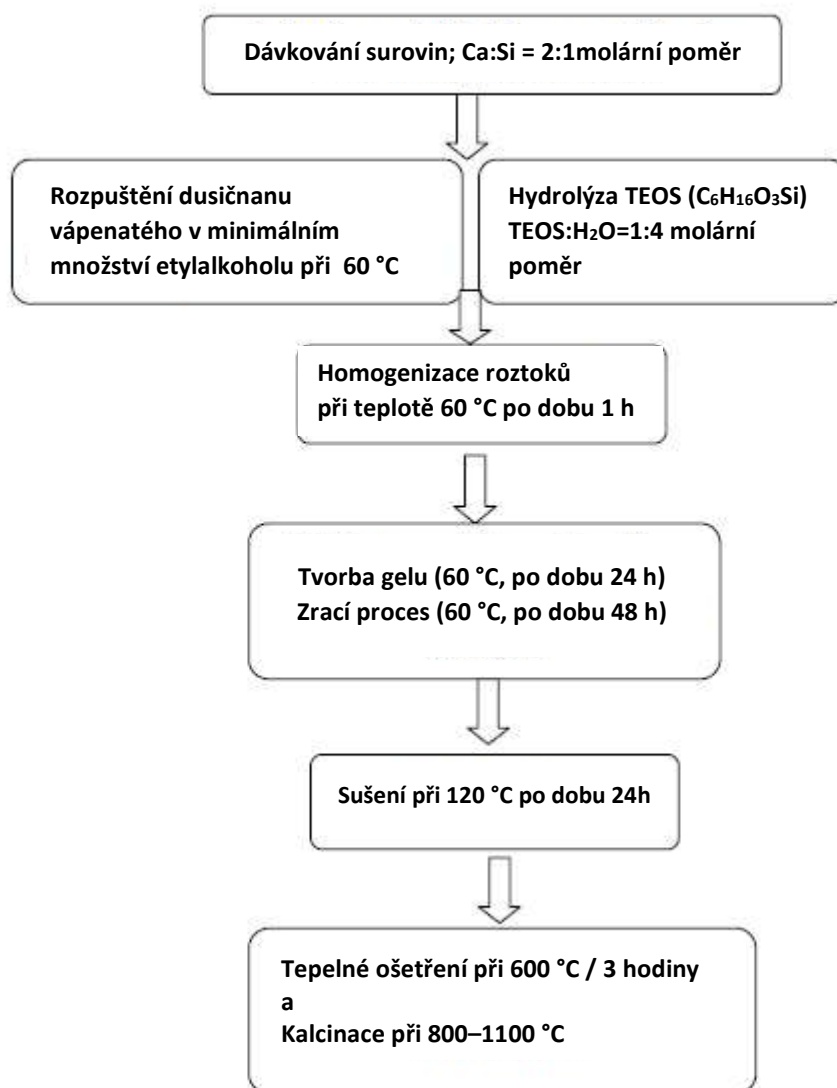 Dávkování surovin; Ca:Si = 2:1molární poměr
Rozpuštění dusičnanu
vápenatého v minimálním
množství etylalkoholu při 60 °C
Hydrolýza TEOS (C₆H₁₆O₃Si)
TEOS:H₂O=1:4 molární
poměr
Homogenizace roztoků
při teplotě 60 °C po dobu 1 h
Tvorba gelu (60 °C, po dobu 24 h)
Zrací proces (60 °C, po dobu 48 h)
Sušení při 120 °C po dobu 24h
Tepelné ošetření při 600 °C / 3 hodiny
a
Kalcinace při 800–1100 °C